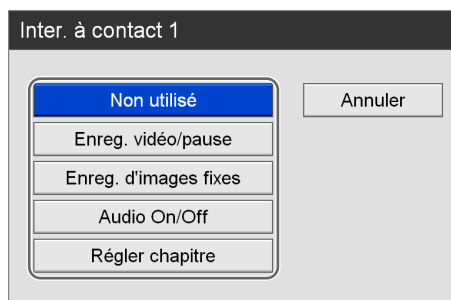 Inter. à contact 1
Non utilisé
Annuler
Enreg. vidéo/pause
Enreg. d'images fixes
Audio On/Off
Régler chapitre